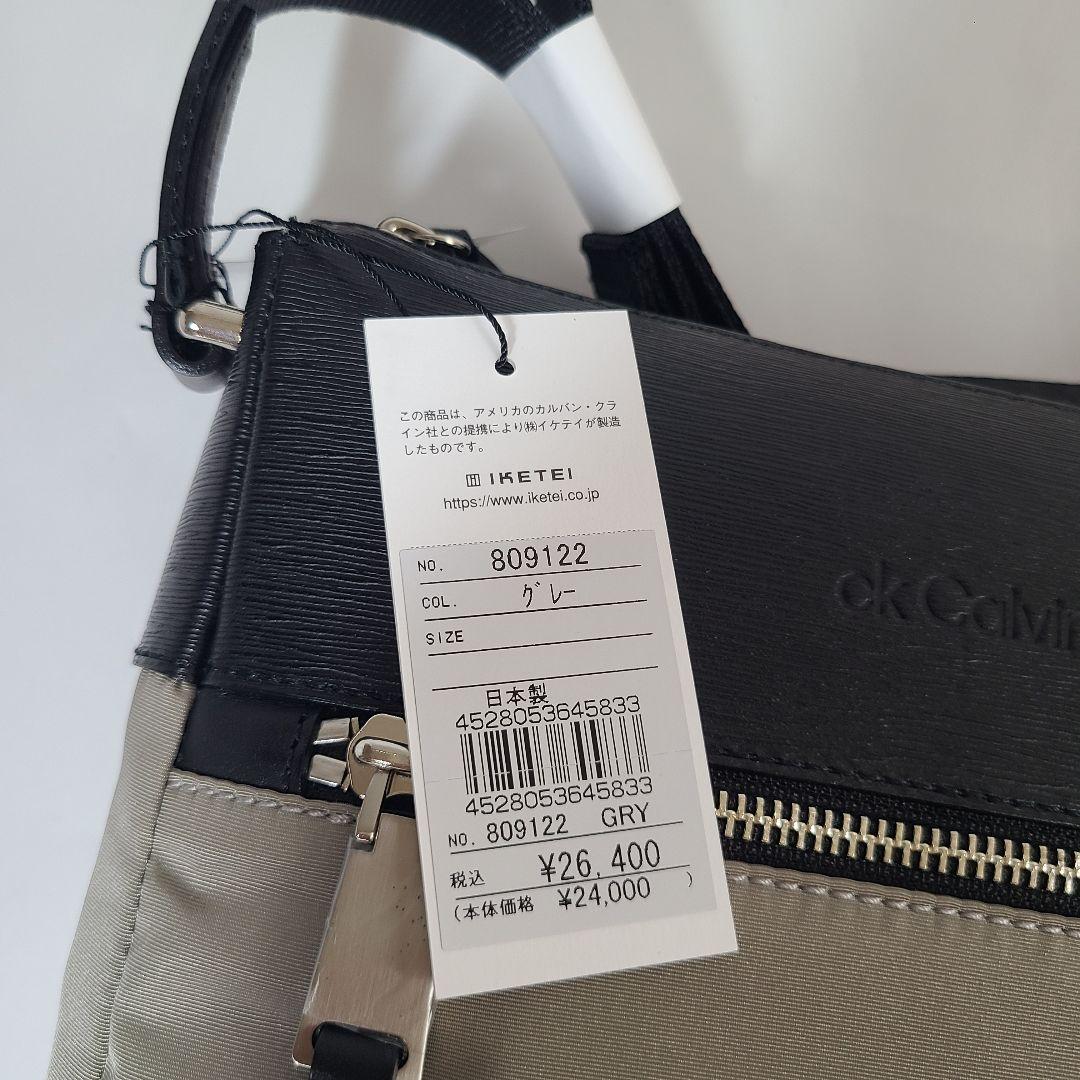 この商品は、アメリカのカルバン・クラ
イン社との提携により㈱イケテイが製造
したものです。
IKETEI
https://www.iketei.co.jp
NO. 809122
COL. グレー
SIZE
日本製
4528053645833
4528053645833
NO. 809122 GRY
税込 ¥26,400
(本体価格 ¥24,000 )
ck Calvin